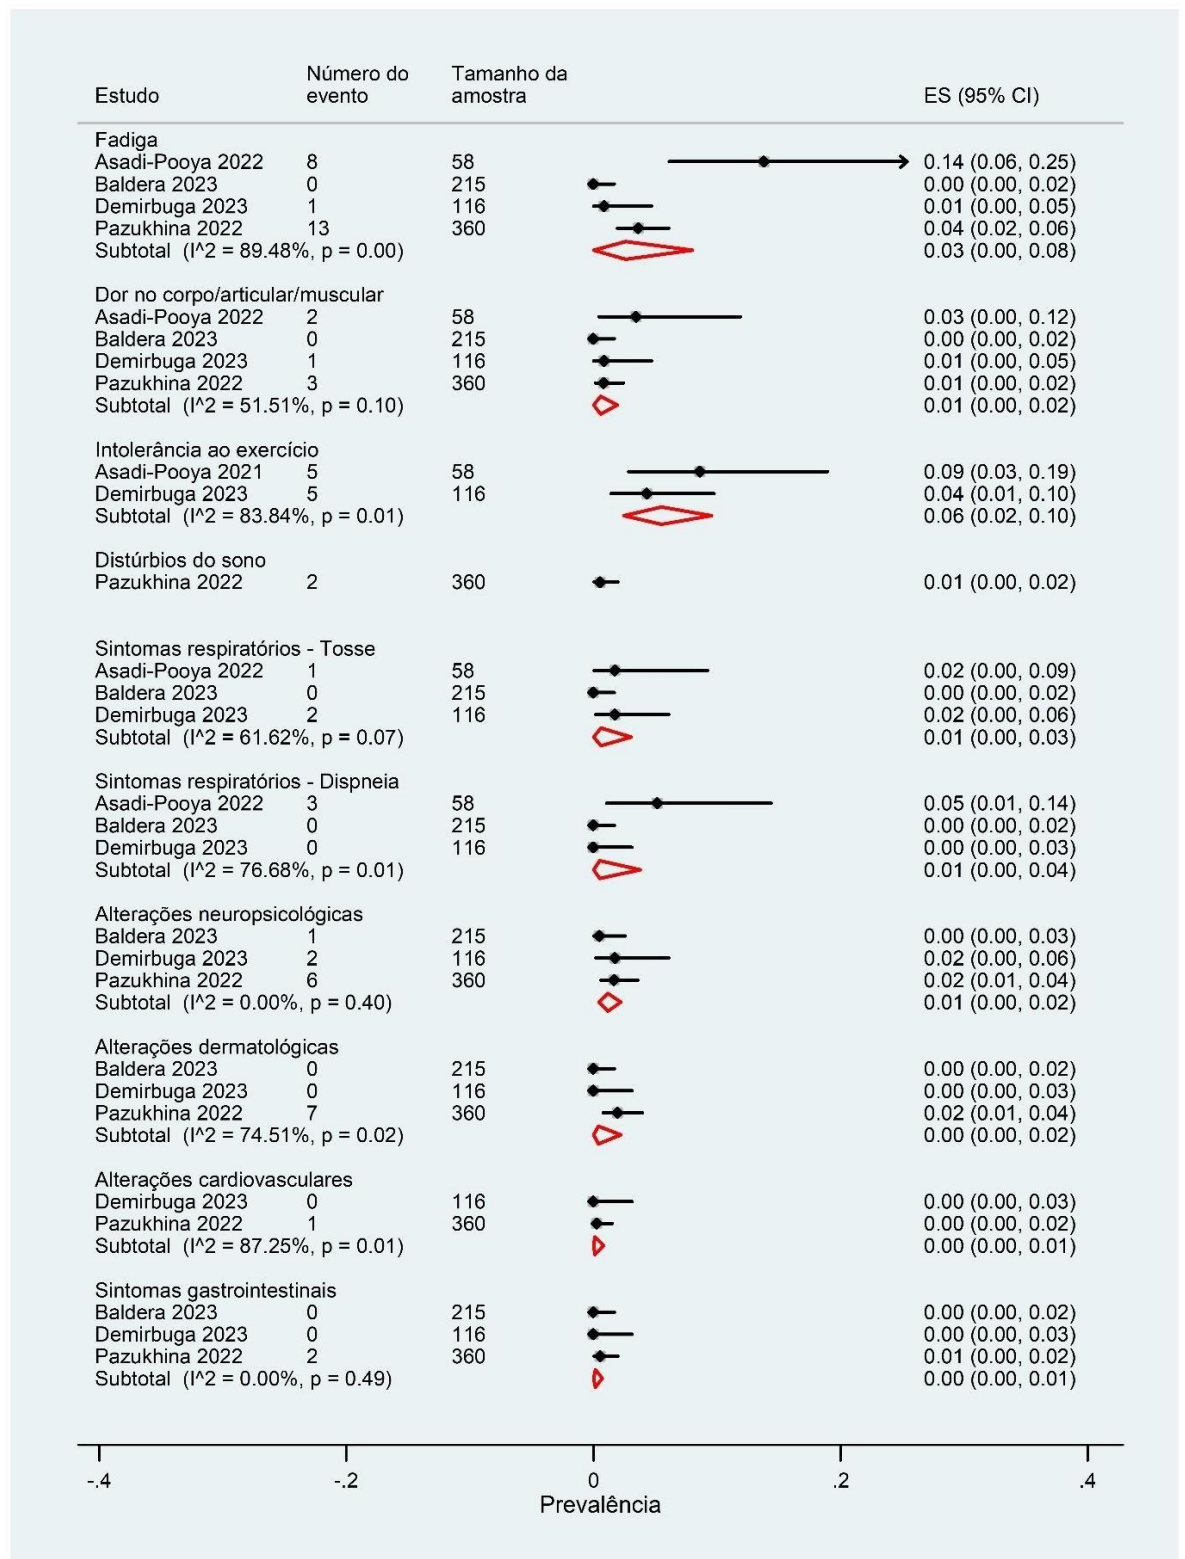 Estudo Número do evento Tamanho da amostra ES (95% CI)
Fadiga
Asadi-Pooya 2022 8 58 0.14 (0.06, 0.25)
Baldera 2023 0 215 0.00 (0.00, 0.02)
Demirbuga 2023 1 116 0.01 (0.00, 0.05)
Pazukhina 2022 13 360 0.04 (0.02, 0.06)
Subtotal (I^2 = 89.48%, p = 0.00) 0.03 (0.00, 0.08)
Dor no corpo/articular/muscular
Asadi-Pooya 2022 2 58 0.03 (0.00, 0.12)
Baldera 2023 0 215 0.00 (0.00, 0.02)
Demirbuga 2023 1 116 0.01 (0.00, 0.05)
Pazukhina 2022 3 360 0.01 (0.00, 0.02)
Subtotal (I^2 = 51.51%, p = 0.10) 0.01 (0.00, 0.02)
Intolerância ao exercício
Asadi-Pooya 2021 5 58 0.09 (0.03, 0.19)
Demirbuga 2023 5 116 0.04 (0.01, 0.10)
Subtotal (I^2 = 83.84%, p = 0.01) 0.06 (0.02, 0.10)
Distúrbios do sono
Pazukhina 2022 2 360 0.01 (0.00, 0.02)
Sintomas respiratórios - Tosse
Asadi-Pooya 2022 1 58 0.02 (0.00, 0.09)
Baldera 2023 0 215 0.00 (0.00, 0.02)
Demirbuga 2023 2 116 0.02 (0.00, 0.06)
Subtotal (I^2 = 61.62%, p = 0.07) 0.01 (0.00, 0.03)
Sintomas respiratórios - Dispneia
Asadi-Pooya 2022 3 58 0.05 (0.01, 0.14)
Baldera 2023 0 215 0.00 (0.00, 0.02)
Demirbuga 2023 0 116 0.00 (0.00, 0.03)
Subtotal (I^2 = 76.68%, p = 0.01) 0.01 (0.00, 0.04)
Alterações neuropsicológicas
Baldera 2023 1 215 0.00 (0.00, 0.03)
Demirbuga 2023 2 116 0.02 (0.00, 0.06)
Pazukhina 2022 6 360 0.02 (0.01, 0.04)
Subtotal (I^2 = 0.00%, p = 0.40) 0.01 (0.00, 0.02)
Alterações dermatológicas
Baldera 2023 0 215 0.00 (0.00, 0.02)
Demirbuga 2023 0 116 0.00 (0.00, 0.03)
Pazukhina 2022 7 360 0.02 (0.01, 0.04)
Subtotal (I^2 = 74.51%, p = 0.02) 0.00 (0.00, 0.02)
Alterações cardiovasculares
Demirbuga 2023 0 116 0.00 (0.00, 0.03)
Pazukhina 2022 1 360 0.00 (0.00, 0.02)
Subtotal (I^2 = 87.25%, p = 0.01) 0.00 (0.00, 0.01)
Sintomas gastrointestinais
Baldera 2023 0 215 0.00 (0.00, 0.02)
Demirbuga 2023 0 116 0.00 (0.00, 0.03)
Pazukhina 2022 2 360 0.01 (0.00, 0.02)
Subtotal (I^2 = 0.00%, p = 0.49) 0.00 (0.00, 0.01)
-.4 -.2 0 .2 .4
Prevalência